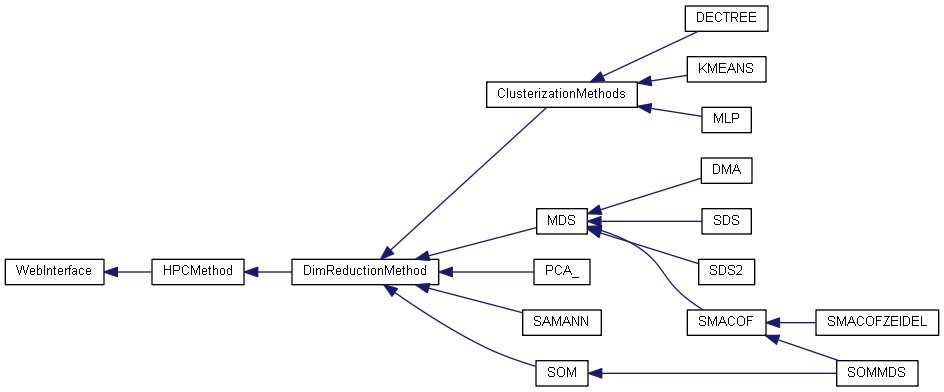 DECTREE
KMEANS
ClusterizationMethods
MLP
DMA
MDS
SDS
WebInterface
HPCMethod
DimReductionMethod
PCA_
SDS2
SAMANN
SMACOF
SMACOFZEIDEL
SOM
SOMMDS